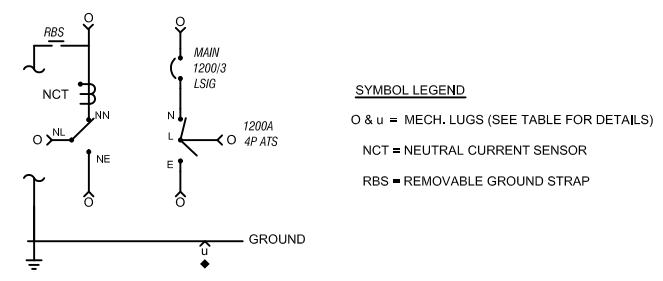 O
O
RBS
MAIN
1200/3
LSIG
NCT
NN
N
O
NL
L
O
1200A
4P ATS
NE
E
O
O
GROUND
u
SYMBOL LEGEND
O & u = MECH. LUGS (SEE TABLE FOR DETAILS)
NCT = NEUTRAL CURRENT SENSOR
RBS = REMOVABLE GROUND STRAP